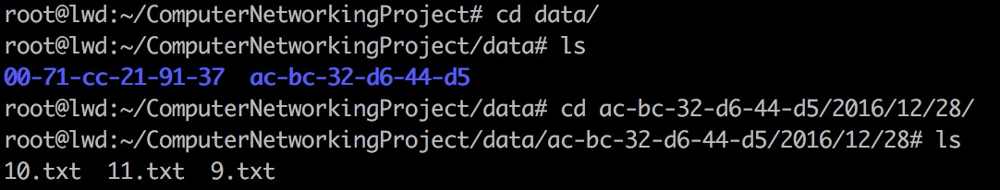 root@lwd:~/ComputerNetworkingProject# cd data/
root@lwd:~/ComputerNetworkingProject/data# ls
00-71-cc-21-91-37  ac-bc-32-d6-44-d5
root@lwd:~/ComputerNetworkingProject/data# cd ac-bc-32-d6-44-d5/2016/12/28/
root@lwd:~/ComputerNetworkingProject/data/ac-bc-32-d6-44-d5/2016/12/28# ls
10.txt  11.txt  9.txt